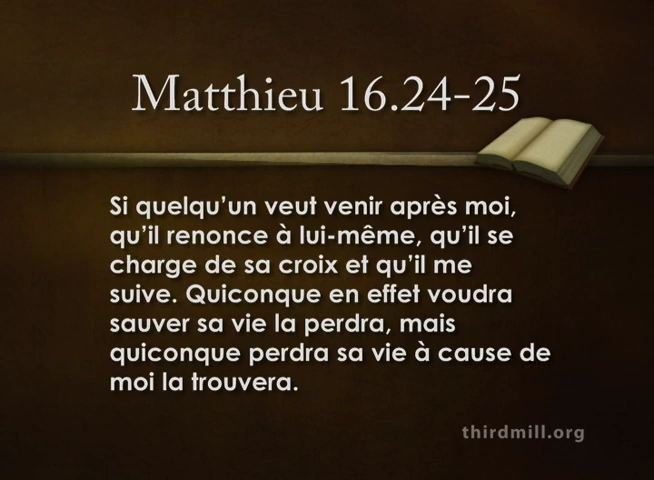 Matthieu 16.24-25
Si quelqu’un veut venir après moi,
qu’il renonce à lui-même, qu’il se
charge de sa croix et qu’il me
suive. Quiconque en effet voudra
sauver sa vie la perdra, mais
quiconque perdra sa vie à cause de
moi la trouvera.
thirdmill.org